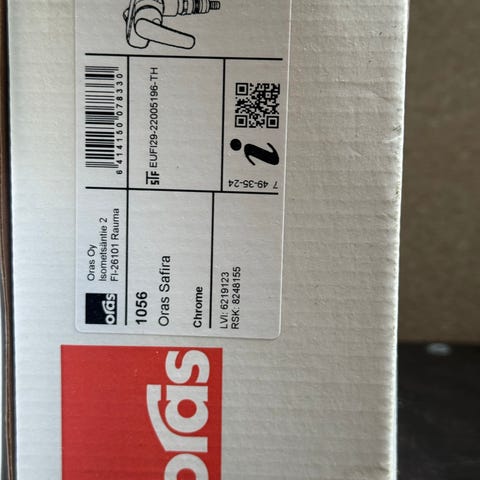 oras
Oras Oy
Isometsäntie 2
FI-26101 Rauma
6 414150 078330
1056
Oras Safira
Chrome
STF EUFI29-22005196-TH
LVI: 6219123
RSK: 8248155
i
7 49-35-24
oras